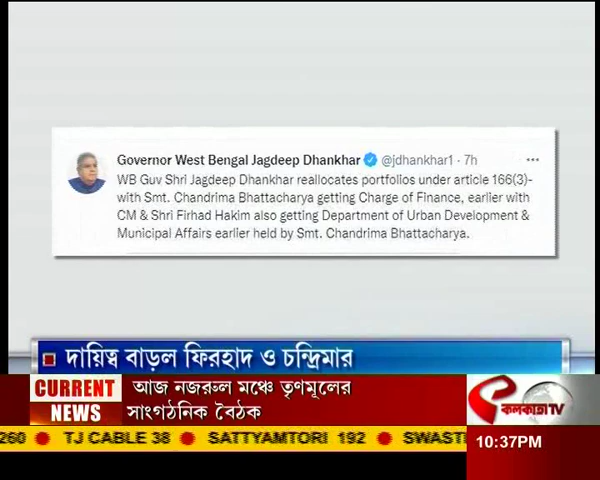 Governor West Bengal Jagdeep Dhankhar @jdhankhar1 · 7h
WB Guv Shri Jagdeep Dhankhar reallocates portfolios under article 166(3)-
with Smt. Chandrima Bhattacharya getting Charge of Finance, earlier with
CM & Shri Firhad Hakim also getting Department of Urban Development &
Municipal Affairs earlier held by Smt. Chandrima Bhattacharya.
দায়িত্ব বাড়ল ফিরহাদ ও চন্দ্রিমার
CURRENT NEWS
আজ নজরুল মঞ্চে তৃণমূলের
সাংগঠনিক বৈঠক
কলকাতা TV
260 TJ CABLE 38 SATTYAMTORI 192 SWAST
10:37PM